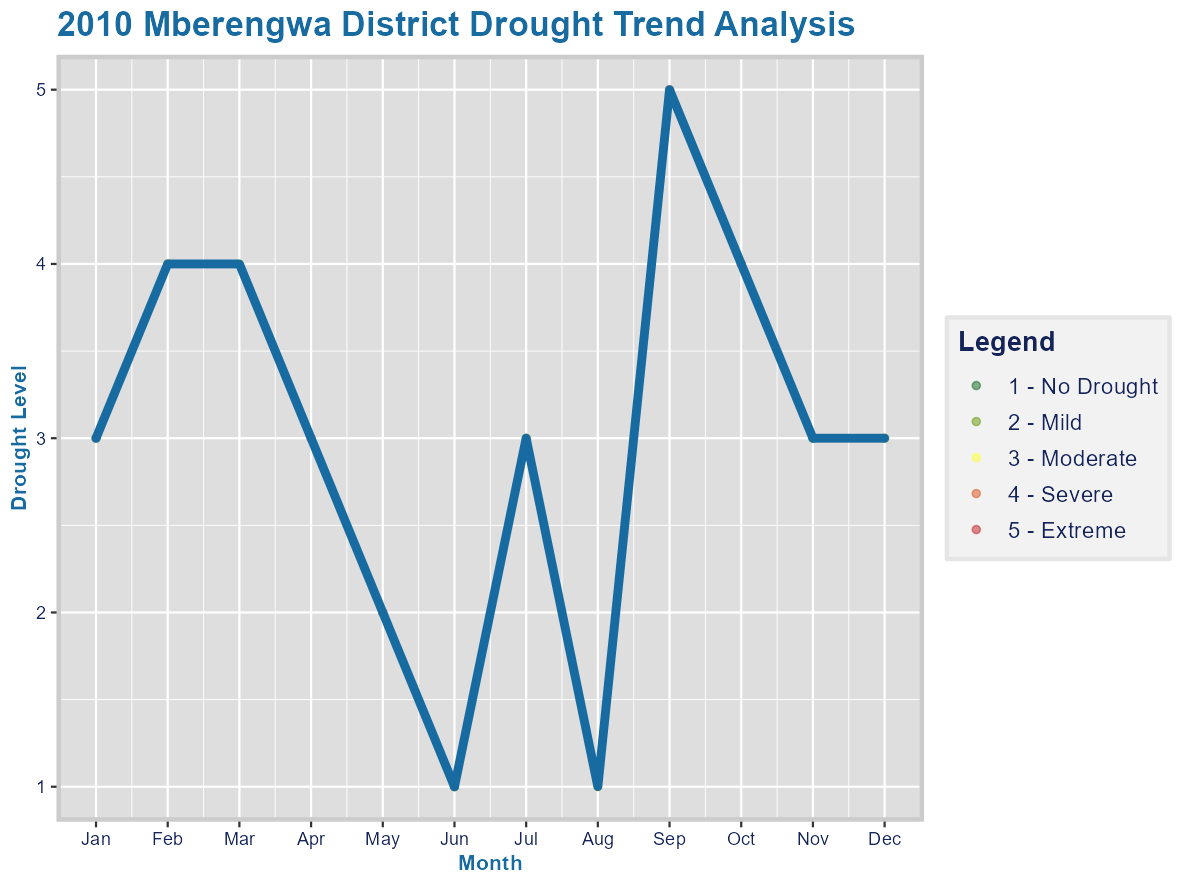 2010 Mberengwa District Drought Trend Analysis
Drought Level
5
4
3
2
1
Jan Feb Mar Apr May Jun Jul Aug Sep Oct Nov Dec
Month
Legend
1 - No Drought
2 - Mild
3 - Moderate
4 - Severe
5 - Extreme